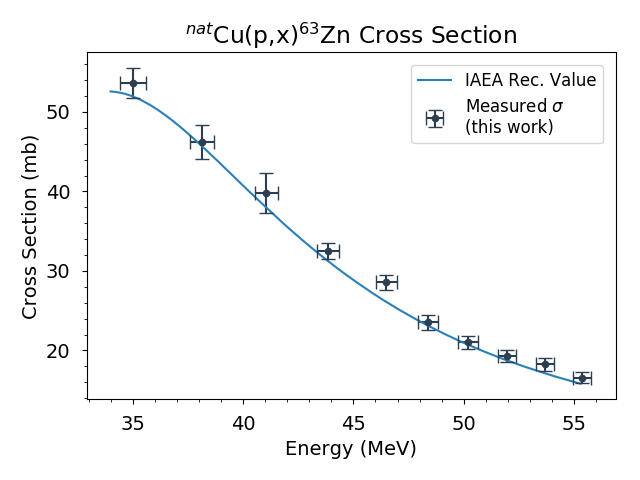 ⁿᵃᵗCu(p,x)⁶³Zn Cross Section
IAEA Rec. Value
Measured σ
(this work)
Cross Section (mb)
50
40
30
20
35 40 45 50 55
Energy (MeV)